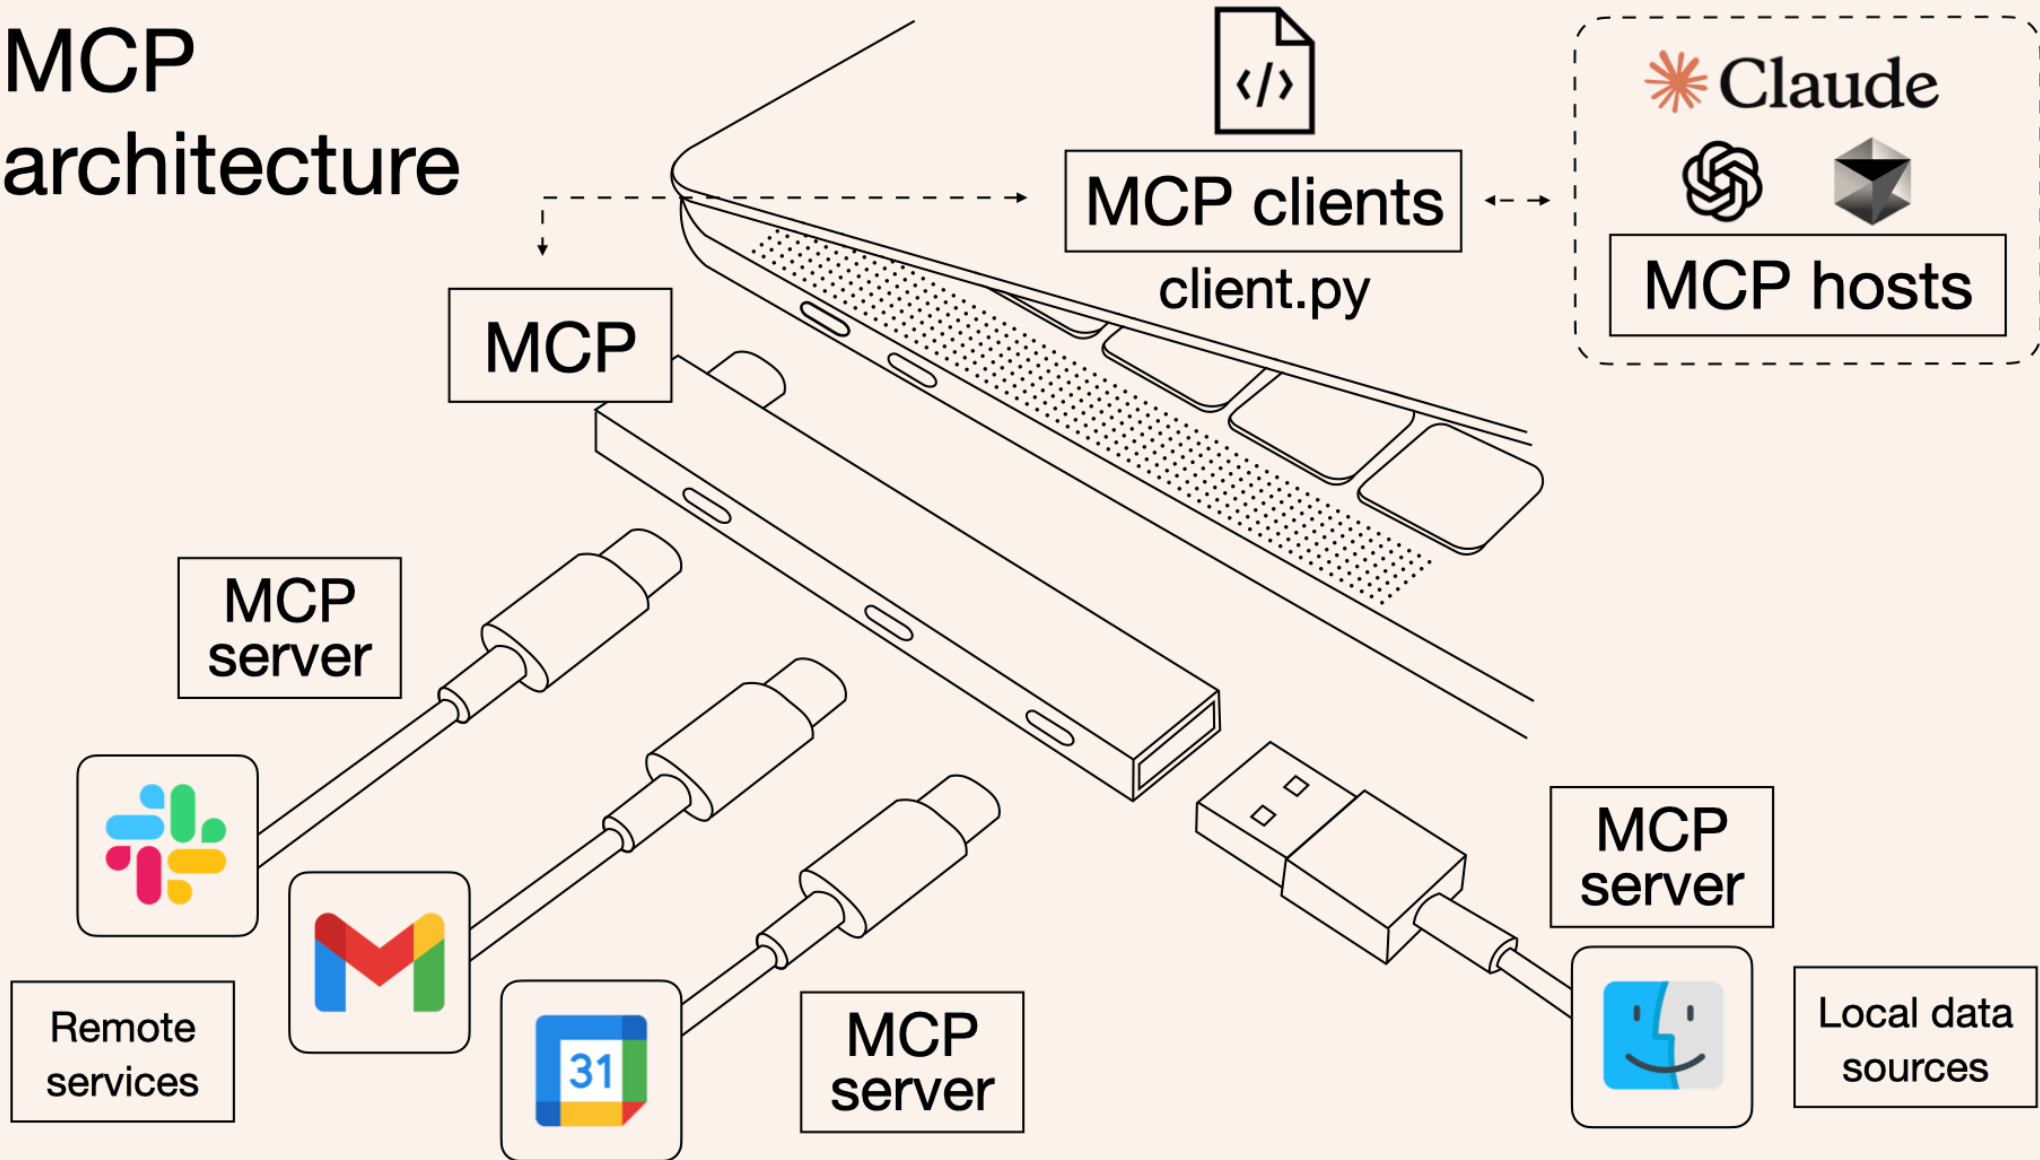 MCP
architecture
</>
MCP clients
client.py
Claude
MCP hosts
MCP
MCP
server
Remote
services
31
MCP
server
MCP
server
Local data
sources